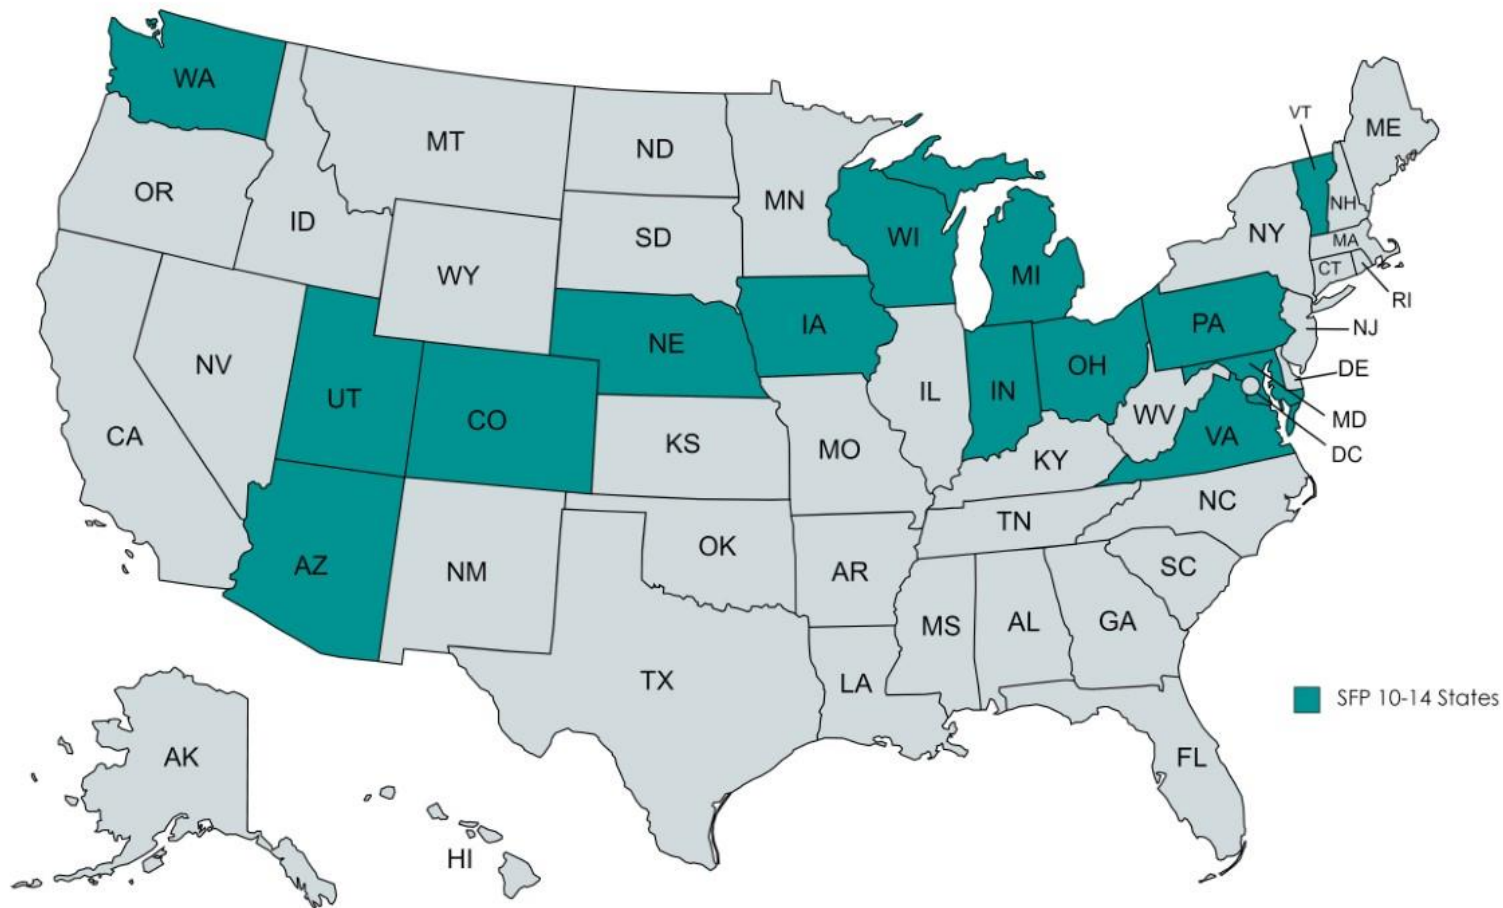 WA
VT
ME
MT
ND
OR
MN
ID
NH
SD
WI
NY
MA
WY
MI
CT
RI
IA
PA
NJ
NE
NV
OH
DE
UT
IN
IL
CO
WV
MD
CA
VA
KS
MO
DC
KY
NC
TN
OK
AZ
NM
AR
SC
MS
AL
GA
TX
LA
SFP 10-14 States
AK
FL
HI